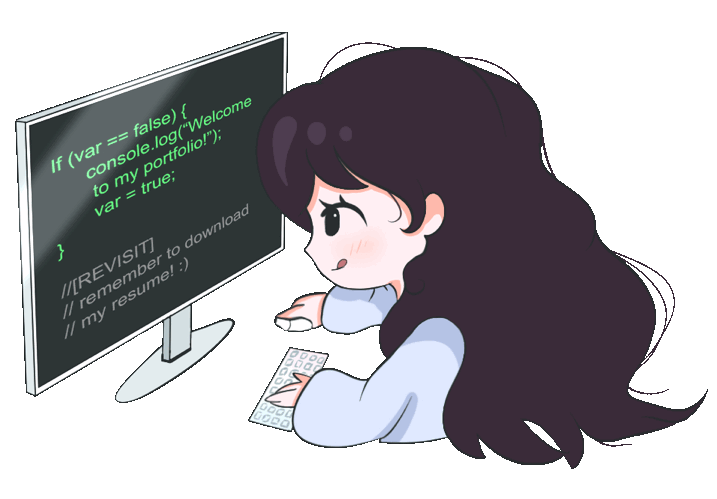 If (var == false) {
console.log("Welcome
to my portfolio!");
var = true;
}
//[REVISIT]
// remember to download
// my resume! :)